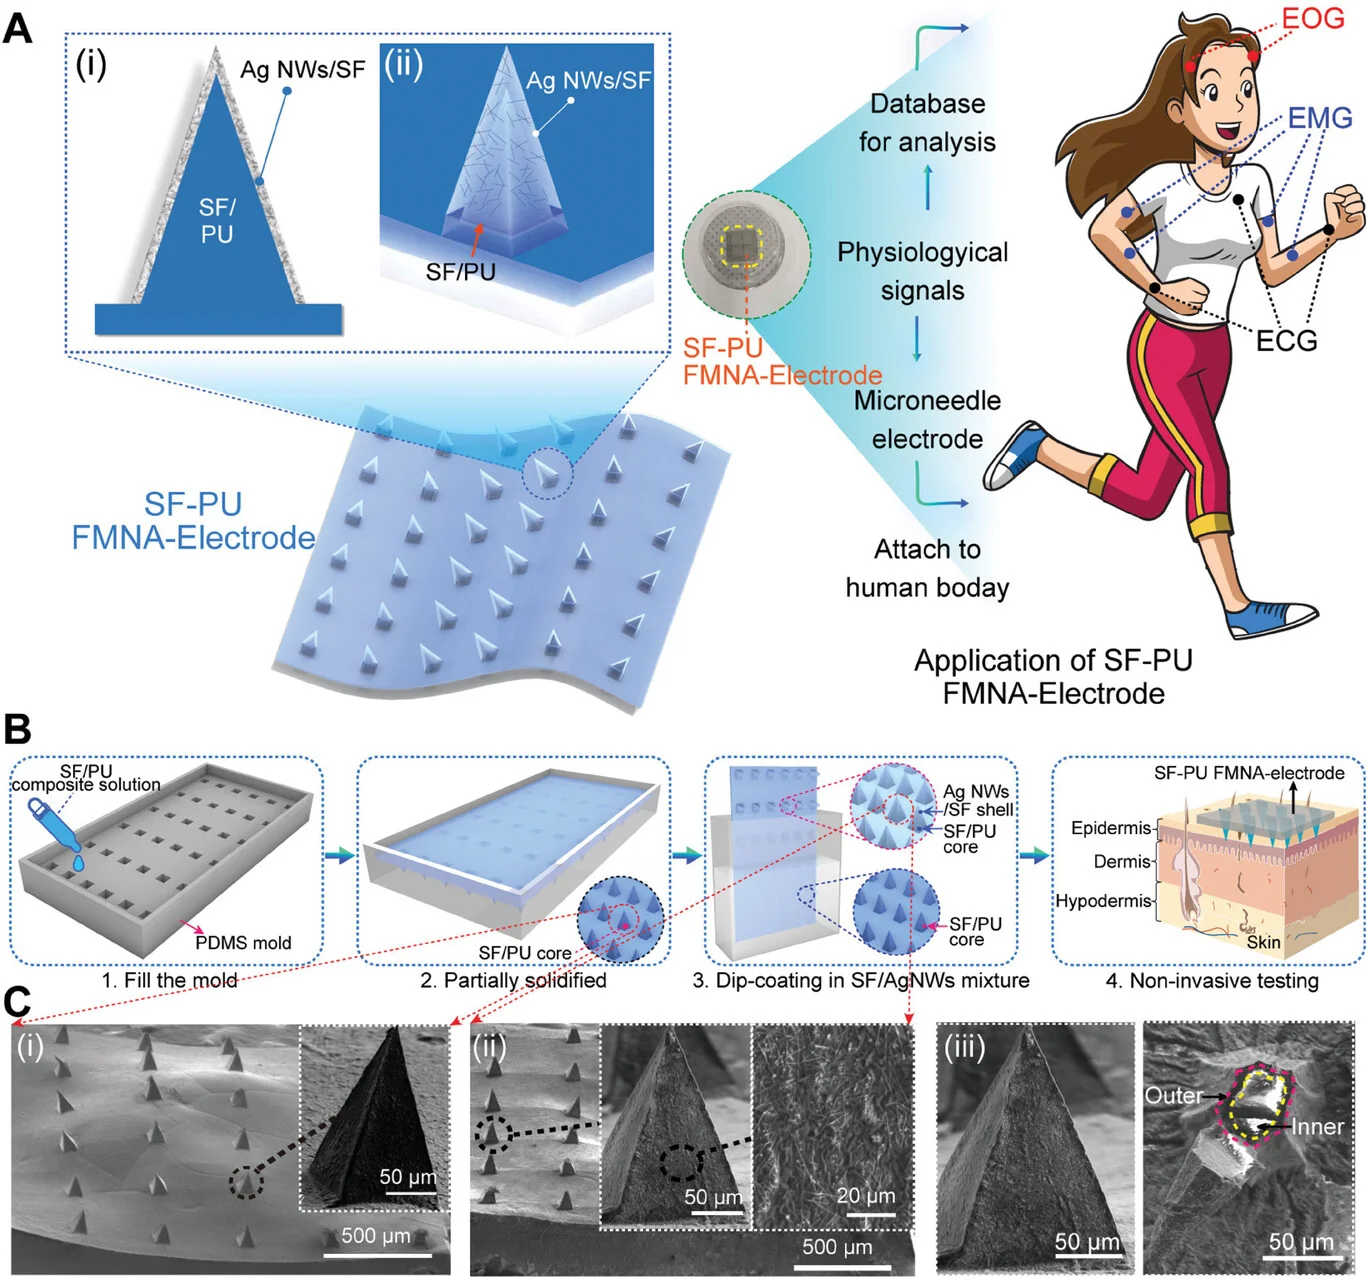 A
(i)
Ag NWs/SF
SF/
PU
(ii)
Ag NWs/SF
SF/PU
SF-PU
FMNA-Electrode
SF-PU
FMNA-Electrode
Database
for analysis
Physiologyical
signals
Microneedle
electrode
Attach to
human boday
EOG
EMG
ECG
Application of SF-PU
FMNA-Electrode
B
SF/PU
composite solution
PDMS mold
1. Fill the mold
SF/PU core
2. Partially solidified
Ag NWs
/SF shell
SF/PU
core
SF/PU
core
3. Dip-coating in SF/AgNWs mixture
SF-PU FMNA-electrode
Epidermis
Dermis
Hypodermis
Skin
4. Non-invasive testing
C
(i)
50 μm
500 μm
(ii)
50 μm
20 μm
500 μm
(iii)
50 μm
Outer
Inner
50 μm